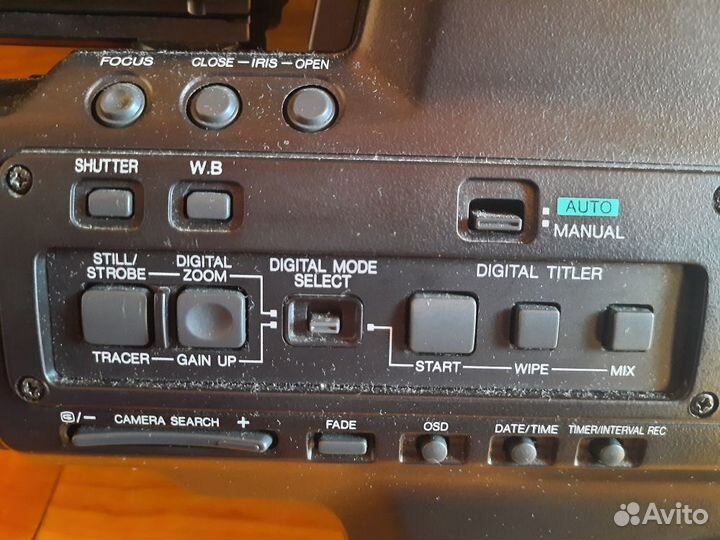 FOCUS CLOSE — IRIS — OPEN
SHUTTER W.B
AUTO
MANUAL
STILL/
STROBE
DIGITAL
ZOOM
DIGITAL MODE
SELECT
DIGITAL TITLER
TRACER GAIN UP START WIPE MIX
/− CAMERA SEARCH + FADE OSD DATE/TIME TIMER/INTERVAL REC
Avito